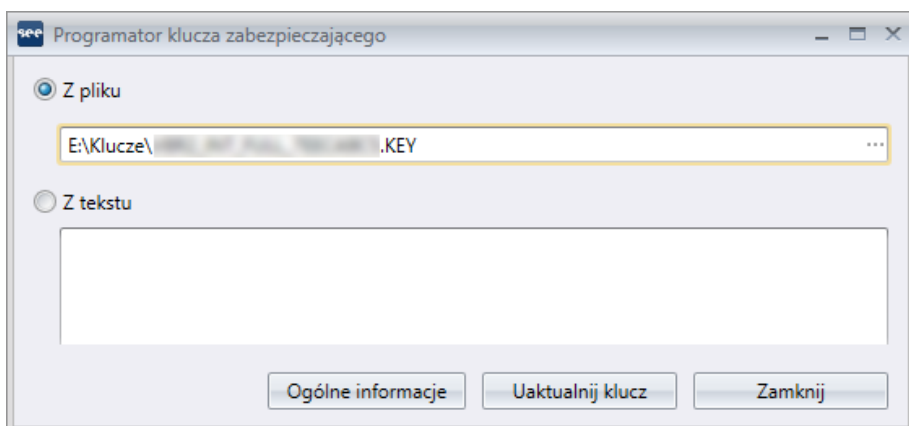 see Programator klucza zabezpieczającego
Z pliku
E:\Klucze\ .KEY
Z tekstu
Ogólne informacje Uaktualnij klucz Zamknij